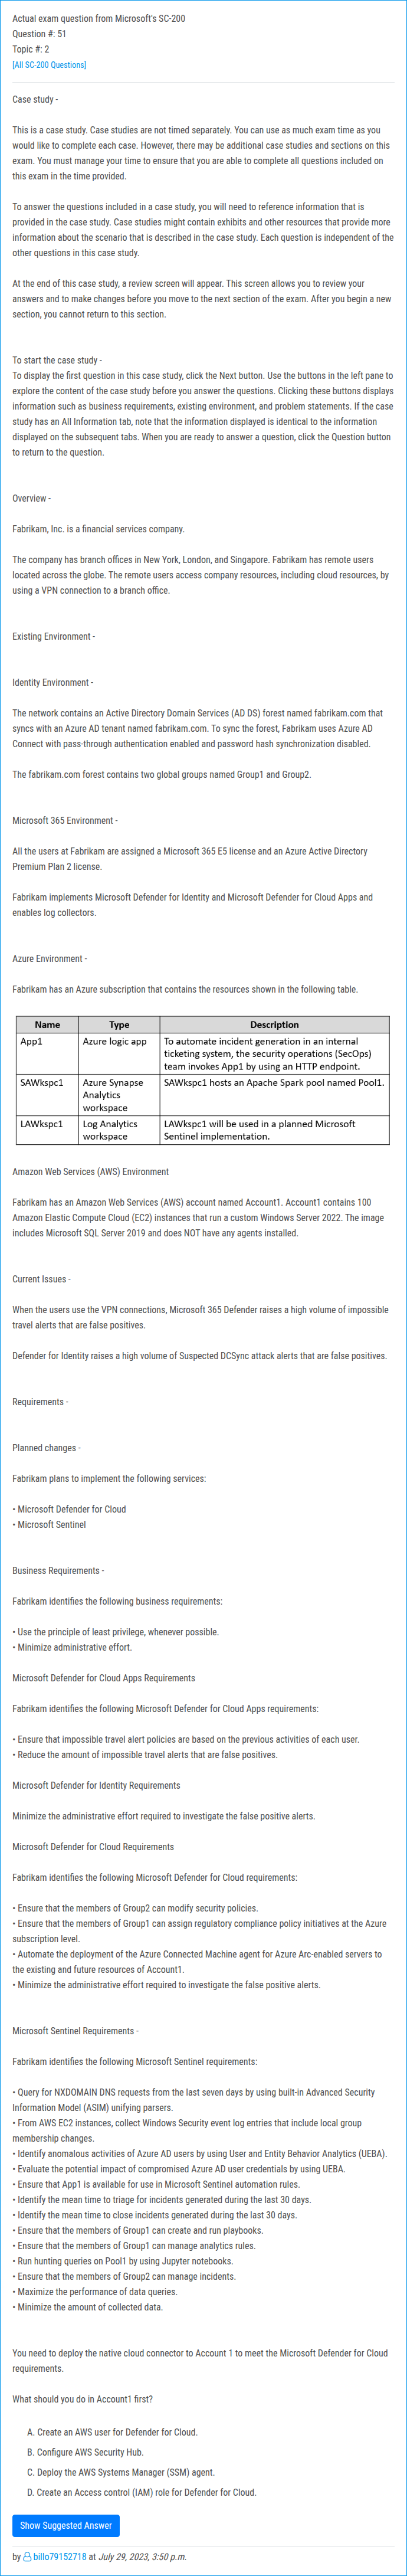 Actual exam question from Microsoft's SC-200
Question #: 51
Topic #: 2
[All SC-200 Questions]
Case study -
This is a case study. Case studies are not timed separately. You can use as much exam time as you
would like to complete each case. However, there may be additional case studies and sections on this
exam. You must manage your time to ensure that you are able to complete all questions included on
this exam in the time provided.
To answer the questions included in a case study, you will need to reference information that is
provided in the case study. Case studies might contain exhibits and other resources that provide more
information about the scenario that is described in the case study. Each question is independent of the
other questions in this case study.
At the end of this case study, a review screen will appear. This screen allows you to review your
answers and to make changes before you move to the next section of the exam. After you begin a new
section, you cannot return to this section.
To start the case study -
To display the first question in this case study, click the Next button. Use the buttons in the left pane to
explore the content of the case study before you answer the questions. Clicking these buttons displays
information such as business requirements, existing environment, and problem statements. If the case
study has an All Information tab, note that the information displayed is identical to the information
displayed on the subsequent tabs. When you are ready to answer a question, click the Question button
to return to the question.
Overview -
Fabrikam, Inc. is a financial services company.
The company has branch offices in New York, London, and Singapore. Fabrikam has remote users
located across the globe. The remote users access company resources, including cloud resources, by
using a VPN connection to a branch office.
Existing Environment -
Identity Environment -
The network contains an Active Directory Domain Services (AD DS) forest named fabrikam.com that
syncs with an Azure AD tenant named fabrikam.com. To sync the forest, Fabrikam uses Azure AD
Connect with pass-through authentication enabled and password hash synchronization disabled.
The fabrikam.com forest contains two global groups named Group1 and Group2.
Microsoft 365 Environment -
All the users at Fabrikam are assigned a Microsoft 365 E5 license and an Azure Active Directory
Premium Plan 2 license.
Fabrikam implements Microsoft Defender for Identity and Microsoft Defender for Cloud Apps and
enables log collectors.
Azure Environment -
Fabrikam has an Azure subscription that contains the resources shown in the following table.
Name Type Description
App1 Azure logic app To automate incident generation in an internal
ticketing system, the security operations (SecOps)
team invokes App1 by using an HTTP endpoint.
SAWkspc1 Azure Synapse SAWkspc1 hosts an Apache Spark pool named Pool1.
Analytics
workspace
LAWkspc1 Log Analytics LAWkspc1 will be used in a planned Microsoft
workspace Sentinel implementation.
Amazon Web Services (AWS) Environment
Fabrikam has an Amazon Web Services (AWS) account named Account1. Account1 contains 100
Amazon Elastic Compute Cloud (EC2) instances that run a custom Windows Server 2022. The image
includes Microsoft SQL Server 2019 and does NOT have any agents installed.
Current Issues -
When the users use the VPN connections, Microsoft 365 Defender raises a high volume of impossible
travel alerts that are false positives.
Defender for Identity raises a high volume of Suspected DCSync attack alerts that are false positives.
Requirements -
Planned changes -
Fabrikam plans to implement the following services:
• Microsoft Defender for Cloud
• Microsoft Sentinel
Business Requirements -
Fabrikam identifies the following business requirements:
• Use the principle of least privilege, whenever possible.
• Minimize administrative effort.
Microsoft Defender for Cloud Apps Requirements
Fabrikam identifies the following Microsoft Defender for Cloud Apps requirements:
• Ensure that impossible travel alert policies are based on the previous activities of each user.
• Reduce the amount of impossible travel alerts that are false positives.
Microsoft Defender for Identity Requirements
Minimize the administrative effort required to investigate the false positive alerts.
Microsoft Defender for Cloud Requirements
Fabrikam identifies the following Microsoft Defender for Cloud requirements:
• Ensure that the members of Group2 can modify security policies.
• Ensure that the members of Group1 can assign regulatory compliance policy initiatives at the Azure
subscription level.
• Automate the deployment of the Azure Connected Machine agent for Azure Arc-enabled servers to
the existing and future resources of Account1.
• Minimize the administrative effort required to investigate the false positive alerts.
Microsoft Sentinel Requirements -
Fabrikam identifies the following Microsoft Sentinel requirements:
• Query for NXDOMAIN DNS requests from the last seven days by using built-in Advanced Security
Information Model (ASIM) unifying parsers.
• From AWS EC2 instances, collect Windows Security event log entries that include local group
membership changes.
• Identify anomalous activities of Azure AD users by using User and Entity Behavior Analytics (UEBA).
• Evaluate the potential impact of compromised Azure AD user credentials by using UEBA.
• Ensure that App1 is available for use in Microsoft Sentinel automation rules.
• Identify the mean time to triage for incidents generated during the last 30 days.
• Identify the mean time to close incidents generated during the last 30 days.
• Ensure that the members of Group1 can create and run playbooks.
• Ensure that the members of Group1 can manage analytics rules.
• Run hunting queries on Pool1 by using Jupyter notebooks.
• Ensure that the members of Group2 can manage incidents.
• Maximize the performance of data queries.
• Minimize the amount of collected data.
You need to deploy the native cloud connector to Account 1 to meet the Microsoft Defender for Cloud
requirements.
What should you do in Account1 first?
A. Create an AWS user for Defender for Cloud.
B. Configure AWS Security Hub.
C. Deploy the AWS Systems Manager (SSM) agent.
D. Create an Access control (IAM) role for Defender for Cloud.
Show Suggested Answer
by billo79152718 at July 29, 2023, 3:50 p.m.